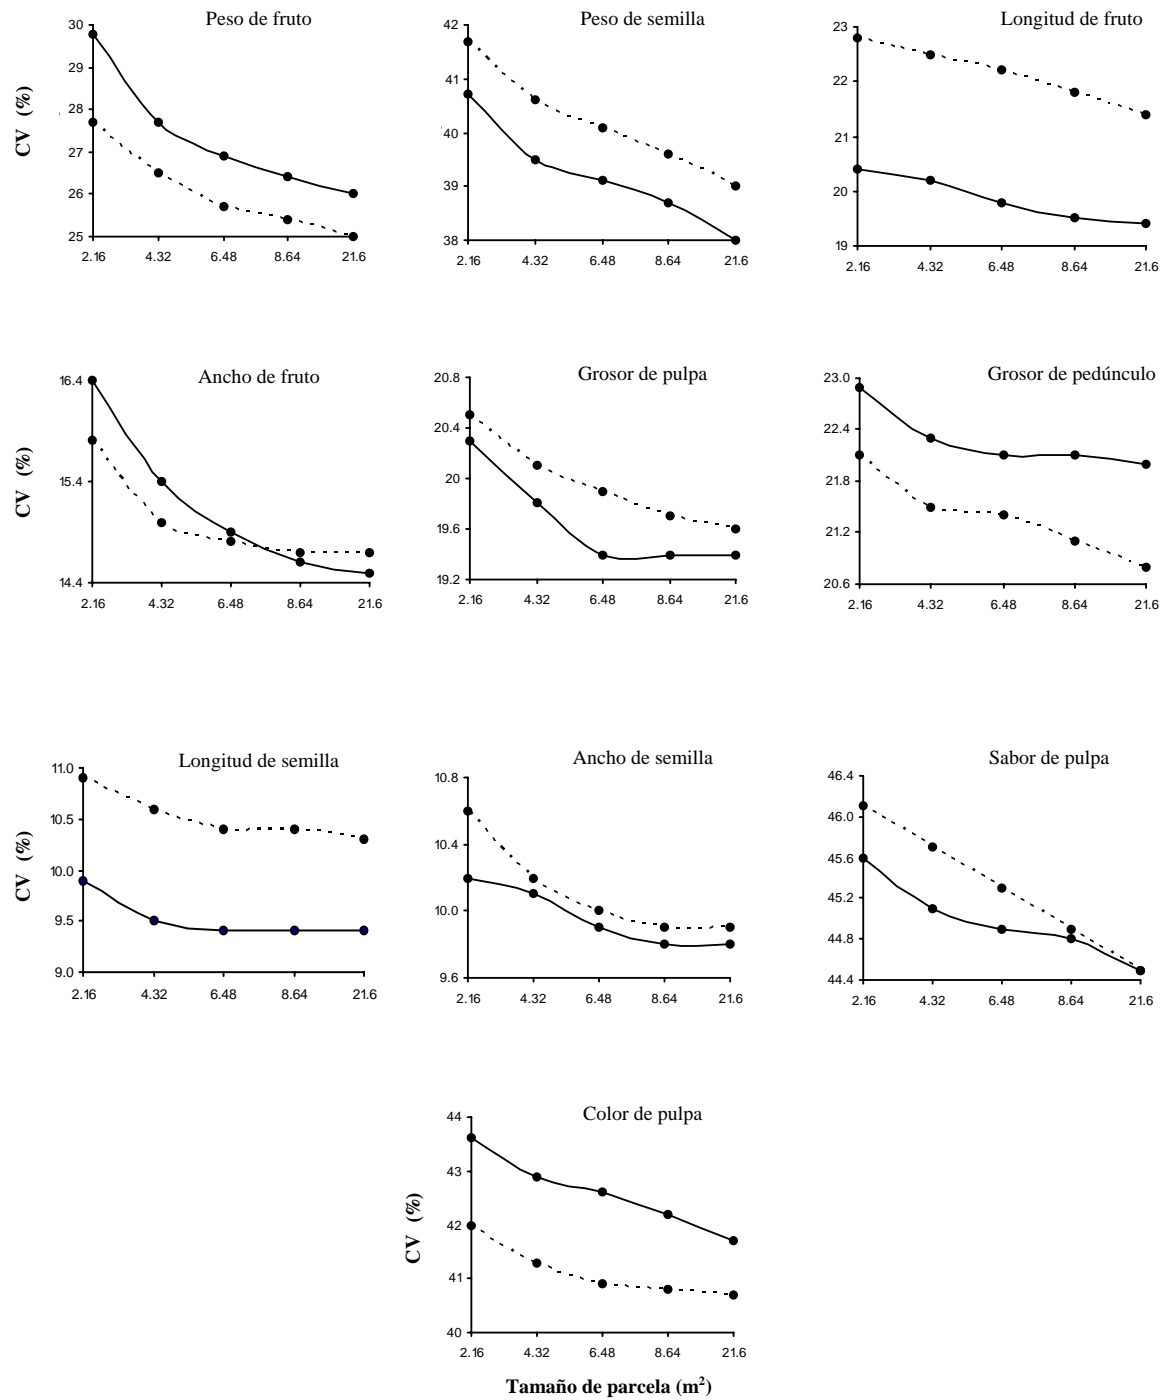 Peso de fruto
CV (%)
30
29
28
27
26
25
2.16 4.32 6.48 8.64 21.6
Peso de semilla
42
41
40
39
38
2.16 4.32 6.48 8.64 21.6
Longitud de fruto
23
22
21
20
19
2.16 4.32 6.48 8.64 21.6
Ancho de fruto
CV (%)
16.4
15.4
14.4
2.16 4.32 6.48 8.64 21.6
Grosor de pulpa
20.8
20.4
20
19.6
19.2
2.16 4.32 6.48 8.64 21.6
Grosor de pedúnculo
23.0
22.4
21.8
21.2
20.6
2.16 4.32 6.48 8.64 21.6
Longitud de semilla
CV (%)
11.0
10.5
10.0
9.5
9.0
2.16 4.32 6.48 8.64 21.6
Ancho de semilla
10.8
10.4
10.0
9.6
2.16 4.32 6.48 8.64 21.6
Sabor de pulpa
46.4
46.0
45.6
45.2
44.8
44.4
2.16 4.32 6.48 8.64 21.6
Color de pulpa
CV (%)
44
43
42
41
40
2.16 4.32 6.48 8.64 21.6
Tamaño de parcela (m²)